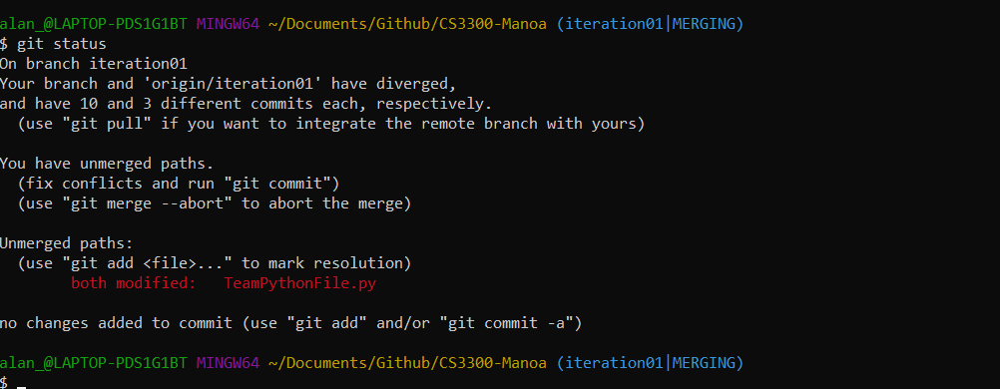 alan_@LAPTOP-PDS1G1BT MINGW64 ~/Documents/Github/CS3300-Manoa (iteration01|MERGING)
$ git status
On branch iteration01
Your branch and 'origin/iteration01' have diverged,
and have 10 and 3 different commits each, respectively.
  (use "git pull" if you want to integrate the remote branch with yours)

You have unmerged paths.
  (fix conflicts and run "git commit")
  (use "git merge --abort" to abort the merge)

Unmerged paths:
  (use "git add <file>..." to mark resolution)
        both modified:   TeamPythonFile.py

no changes added to commit (use "git add" and/or "git commit -a")

alan_@LAPTOP-PDS1G1BT MINGW64 ~/Documents/Github/CS3300-Manoa (iteration01|MERGING)
$